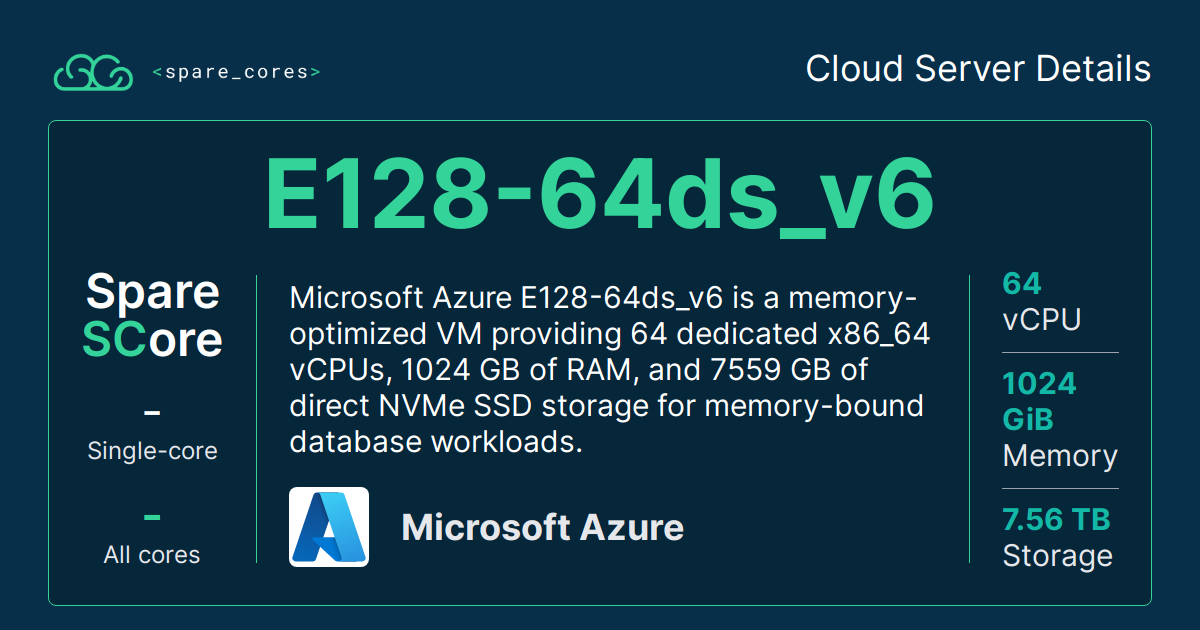 <spare_cores>
Cloud Server Details
E128-64ds_v6
Spare
SCore
–
Single-core
–
All cores
Microsoft Azure E128-64ds_v6 is a memory-
optimized VM providing 64 dedicated x86_64
vCPUs, 1024 GB of RAM, and 7559 GB of
direct NVMe SSD storage for memory-bound
database workloads.
Microsoft Azure
64
vCPU
1024
GiB
Memory
7.56 TB
Storage